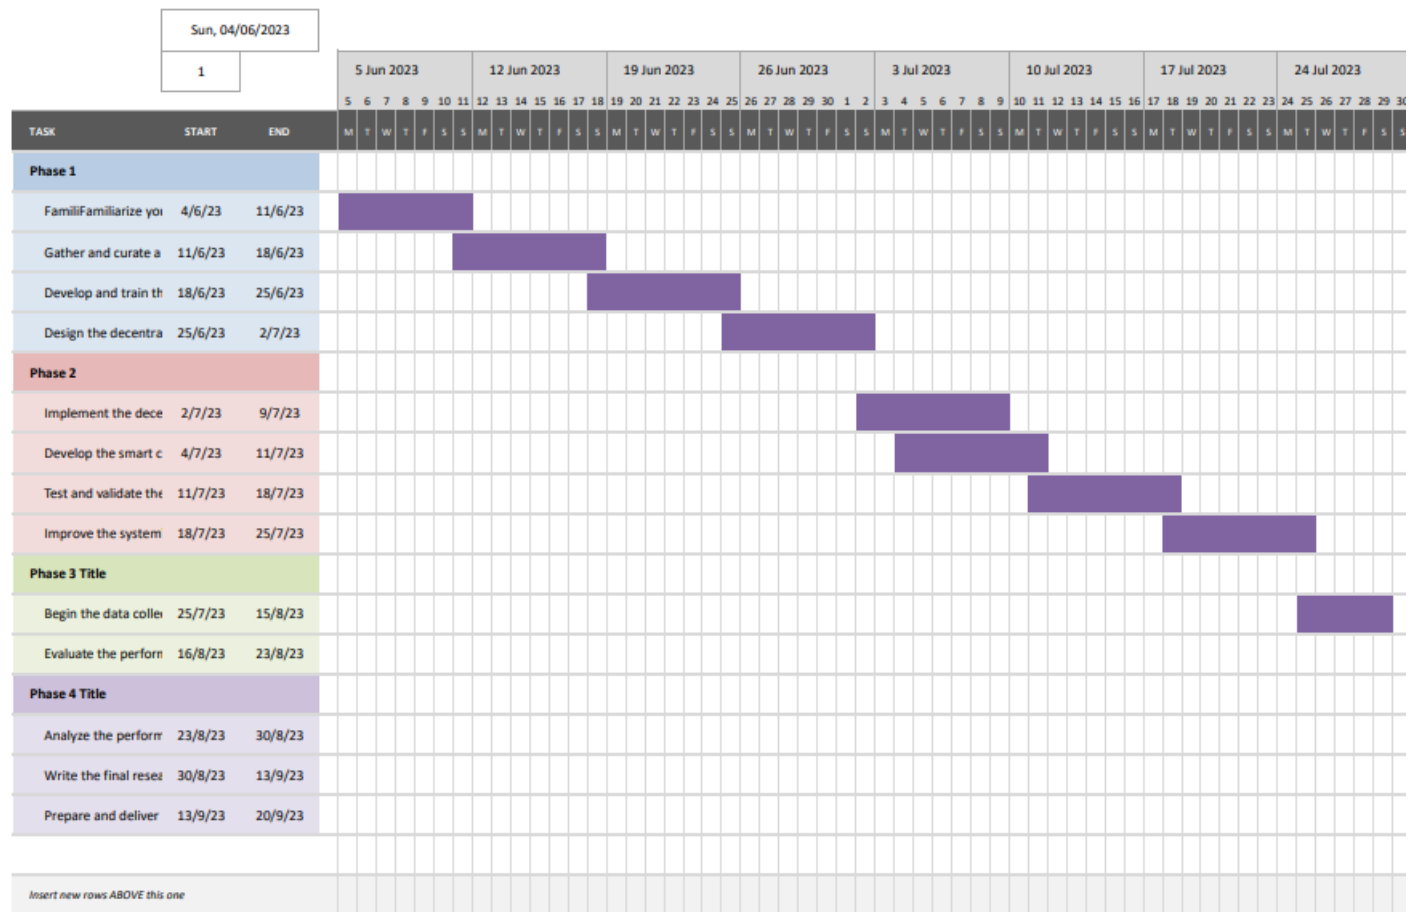 Sun, 04/06/2023
1
5 Jun 2023 12 Jun 2023 19 Jun 2023 26 Jun 2023 3 Jul 2023 10 Jul 2023 17 Jul 2023 24 Jul 2023
5 6 7 8 9 10 11 12 13 14 15 16 17 18 19 20 21 22 23 24 25 26 27 28 29 30 1 2 3 4 5 6 7 8 9 10 11 12 13 14 15 16 17 18 19 20 21 22 23 24 25 26 27 28 29 30
TASK START END M T W T F S S M T W T F S S M T W T F S S M T W T F S S M T W T F S S M T W T F S S M T W T F S S M T W T F S S
Phase 1
FamiliFamiliarize you 4/6/23 11/6/23
Gather and curate a 11/6/23 18/6/23
Develop and train th 18/6/23 25/6/23
Design the decentra 25/6/23 2/7/23
Phase 2
Implement the dece 2/7/23 9/7/23
Develop the smart c 4/7/23 11/7/23
Test and validate the 11/7/23 18/7/23
Improve the system 18/7/23 25/7/23
Phase 3 Title
Begin the data collec 25/7/23 15/8/23
Evaluate the perform 16/8/23 23/8/23
Phase 4 Title
Analyze the perform 23/8/23 30/8/23
Write the final resea 30/8/23 13/9/23
Prepare and deliver 13/9/23 20/9/23
Insert new rows ABOVE this one